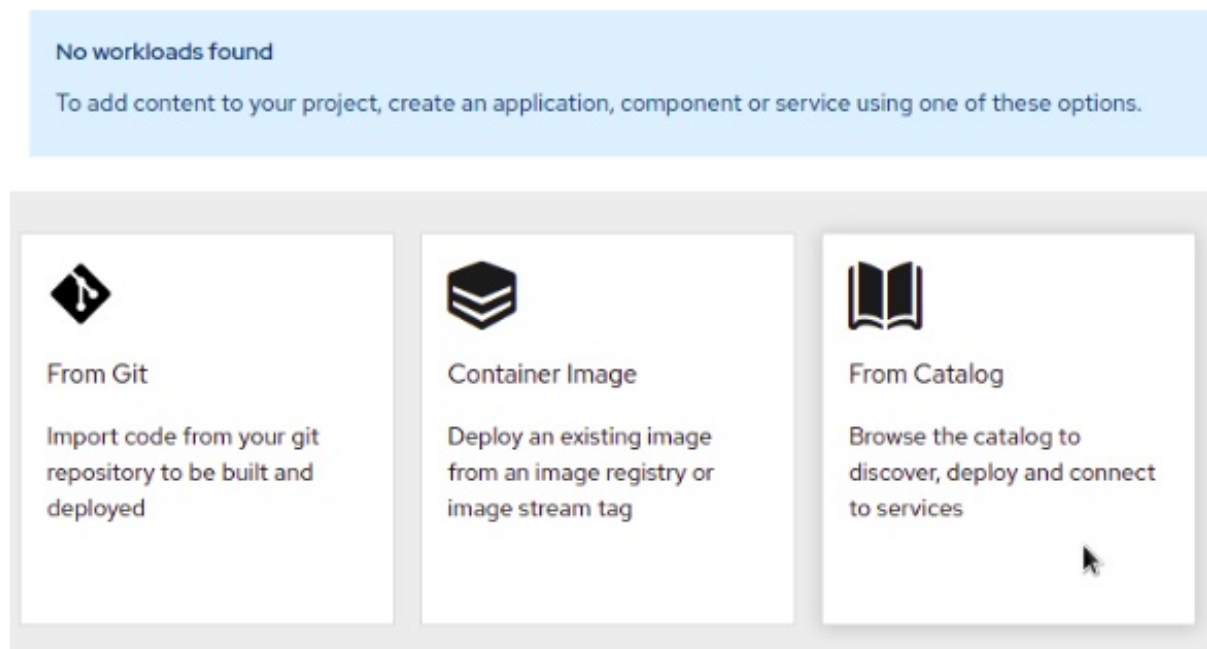 No workloads found
To add content to your project, create an application, component or service using one of these options.
From Git
Import code from your git
repository to be built and
deployed
Container Image
Deploy an existing image
from an image registry or
image stream tag
From Catalog
Browse the catalog to
discover, deploy and connect
to services